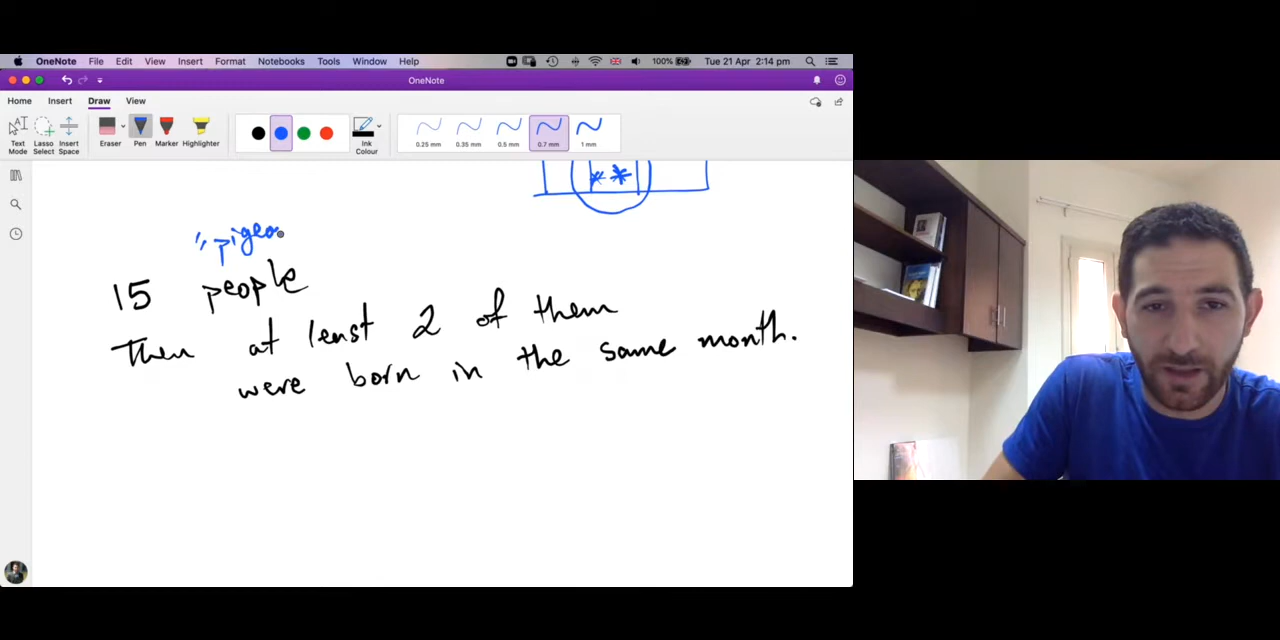 OneNote File Edit View Insert Format Notebooks Tools Window Help 100% Tue 21 Apr 2:14 pm
OneNote
Home Insert Draw View
Text Mode Lasso Select Insert Space Eraser Pen Marker Highlighter Ink Colour 0.25 mm 0.35 mm 0.5 mm 0.7 mm 1 mm
**
"pigeo
15 people
Then at least 2 of them
were born in the same month.